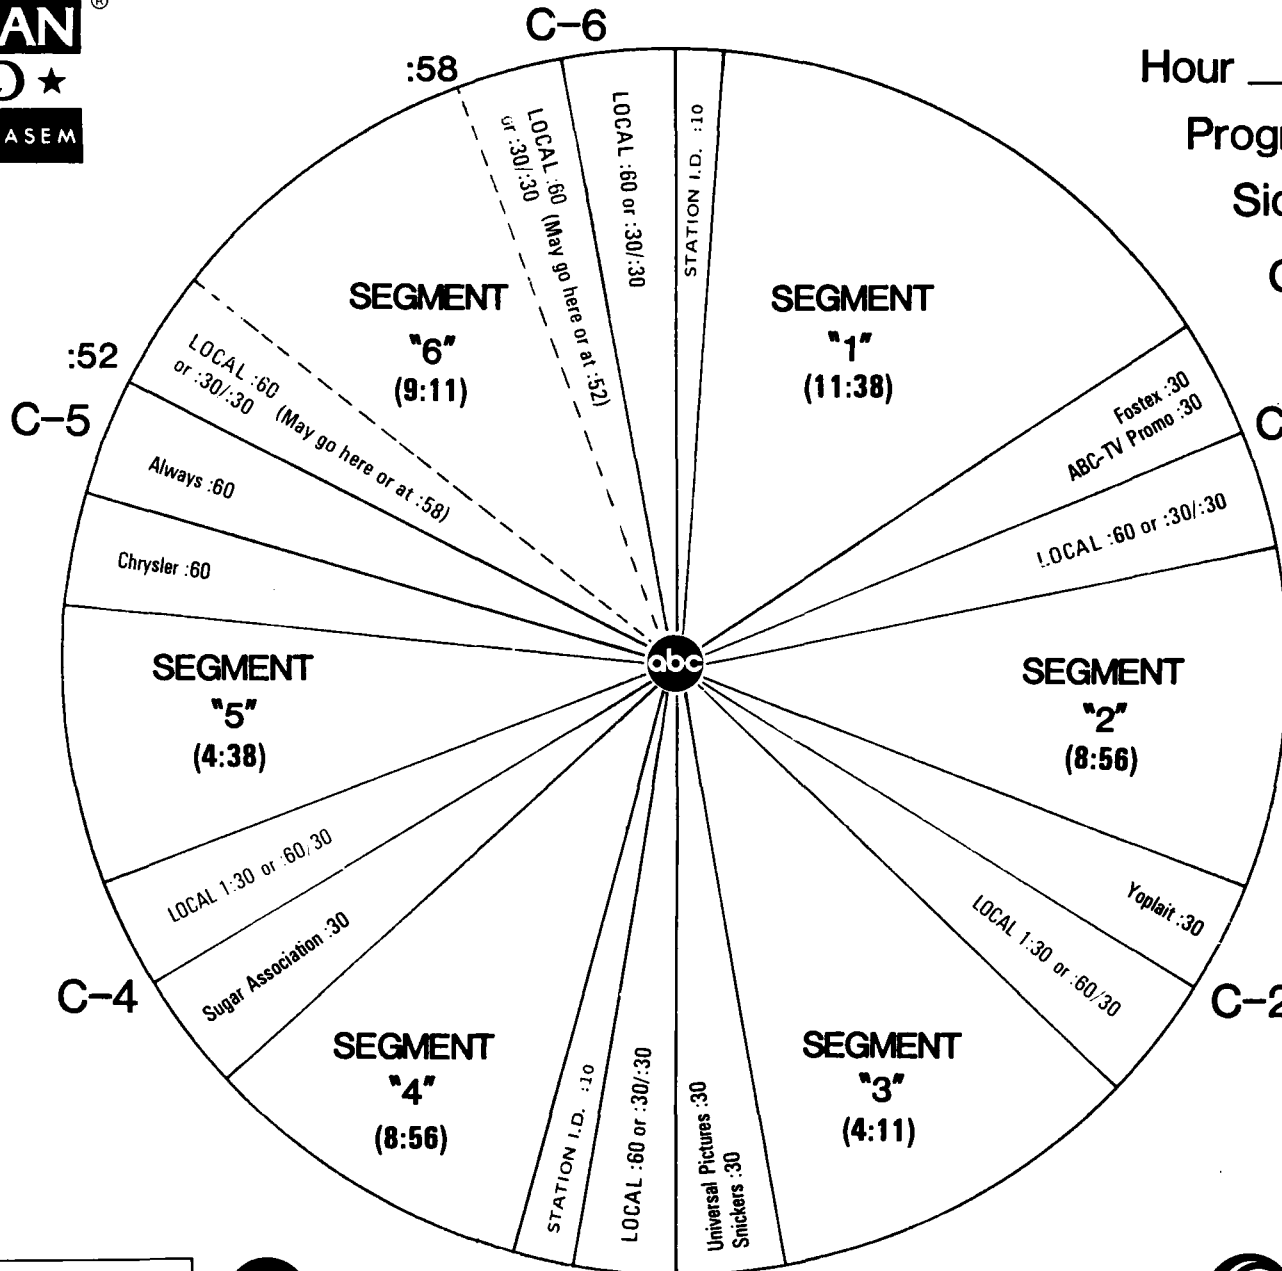 AN
®
ASEM
C-6
:58
Hour
LOCAL :60 or :30/:30
(May go here or at :52)
LOCAL :60 or :30/:30
STATION I.D. :10
SEGMENT
"1"
(11:38)
Fostex :30
ABC-TV Promo :30
LOCAL :60 or :30/:30
SEGMENT
"2"
(8:56)
Yoplait :30
LOCAL 1:30 or :60/30
C-2
SEGMENT
"3"
(4:11)
Universal Pictures :30
Snickers :30
LOCAL :60 or :30/:30
STATION I.D. :10
SEGMENT
"4"
(8:56)
Sugar Association :30
C-4
LOCAL 1:30 or :60/30
SEGMENT
"5"
(4:38)
Chrysler :60
Always :60
C-5
:52
LOCAL :60
or :30/:30 (May go here or at :58)
SEGMENT
"6"
(9:11)
abc